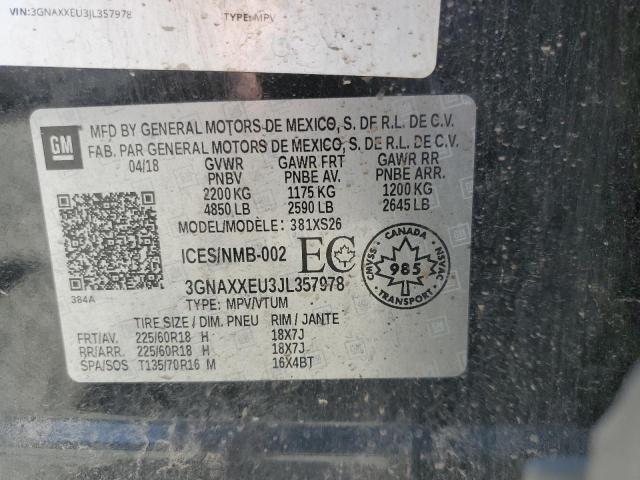 VIN:3GNAXXEU3JL357978 TYPE:MPV
GM
MFD BY GENERAL MOTORS DE MEXICO, S. DE R.L. DE C.V.
FAB. PAR GENERAL MOTORS DE MEXICO, S. DE R.L. DE C.V.
04/18 GVWR GAWR FRT GAWR RR
PNBV PNBE AV. PNBE ARR.
2200 KG 1175 KG 1200 KG
4850 LB 2590 LB 2645 LB
MODEL/MODÈLE: 381XS26
ICES/NMB-002 EC
CANADA
985
CMVSS NSVAC
TRANSPORT
3GNAXXEU3JL357978
384A
TYPE: MPV/VTUM
TIRE SIZE / DIM. PNEU RIM / JANTE
FRT/AV. 225/60R18 H 18X7J
RR/ARR. 225/60R18 H 18X7J
SPA/SOS T135/70R16 M 16X4BT